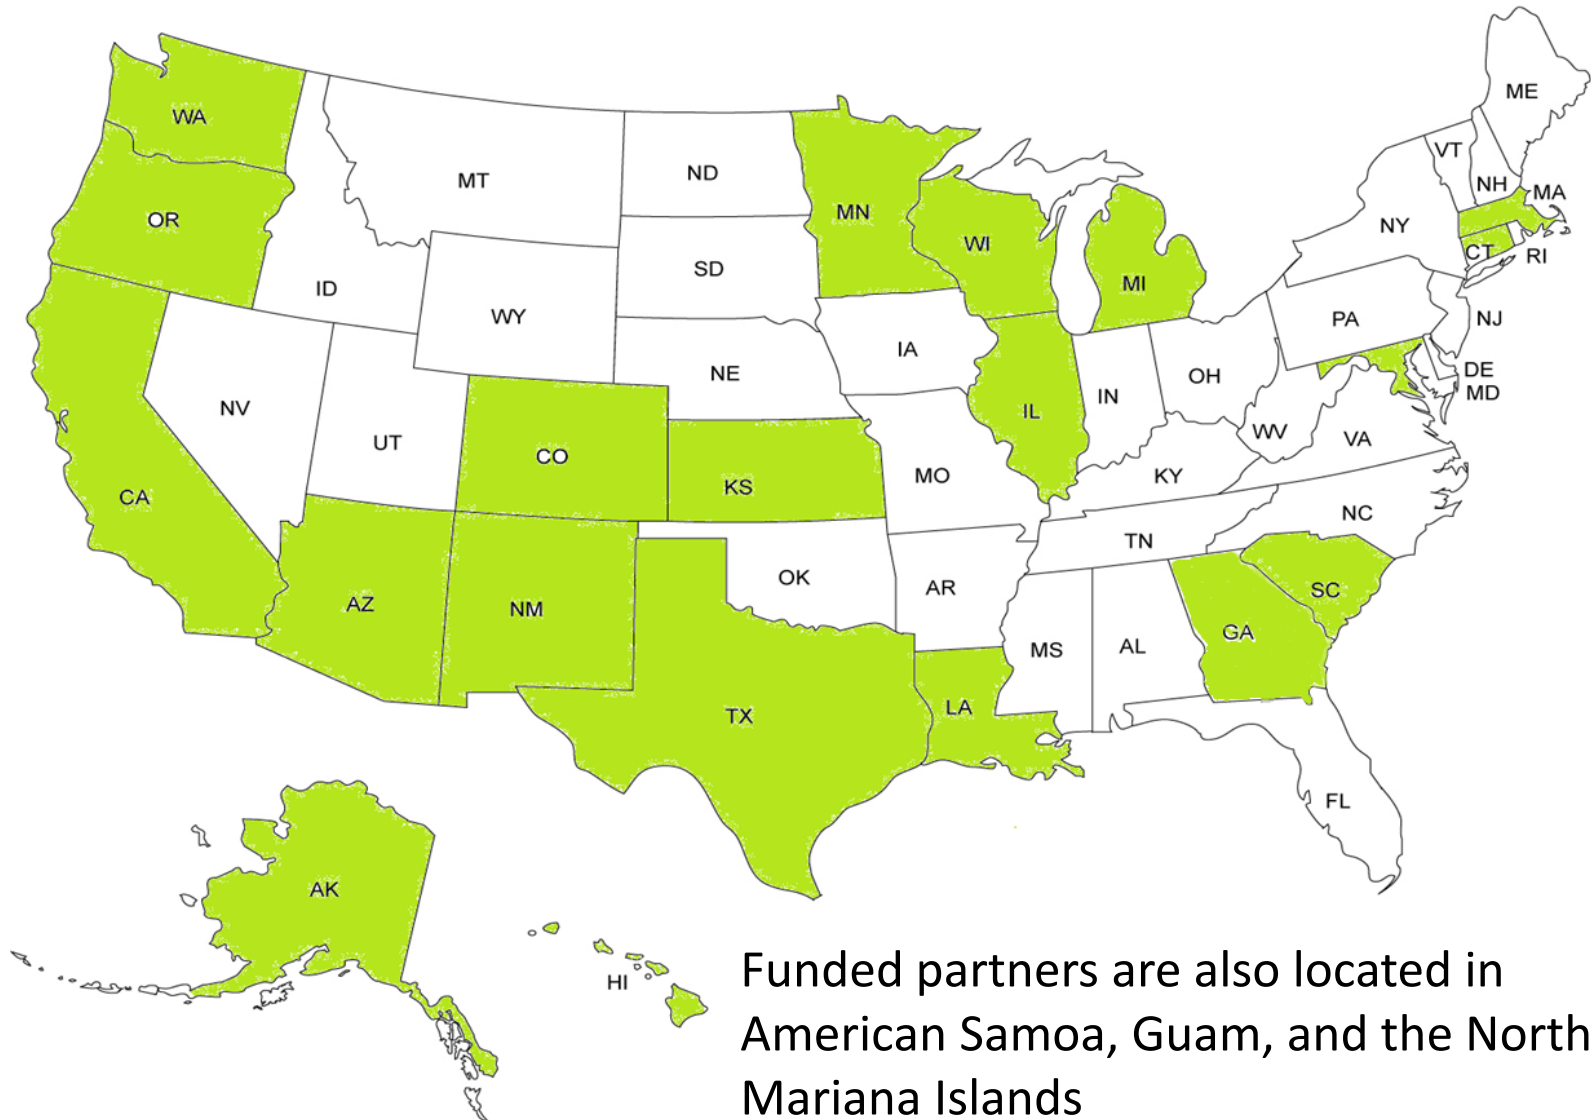 ME
WA
VT
MT
ND
NH
MA
OR
MN
NY
WI
CT
RI
SD
MI
ID
WY
PA
NJ
IA
NE
OH
DE
MD
IN
NV
IL
WV
UT
VA
CO
MO
KY
KS
CA
NC
TN
OK
AR
SC
AZ
NM
GA
MS
AL
LA
TX
FL
AK
HI
Funded partners are also located in
American Samoa, Guam, and the North
Mariana Islands